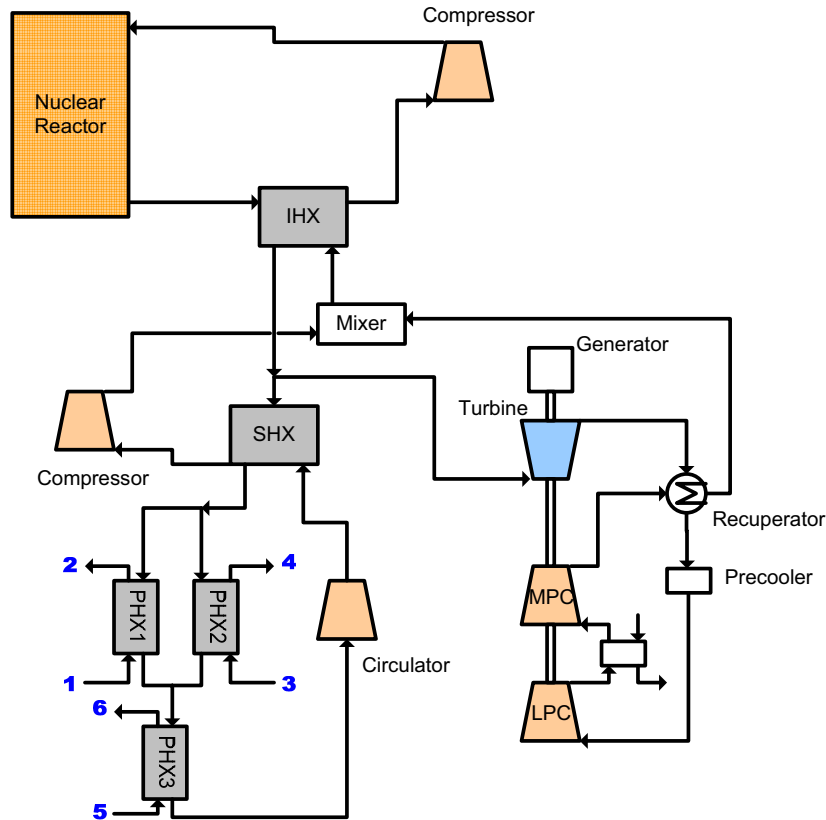 Compressor
Nuclear
Reactor
IHX
Mixer
Generator
Turbine
SHX
Compressor
Recuperator
2
4
Precooler
PHX1
PHX2
MPC
Circulator
1
3
6
LPC
PHX3
5